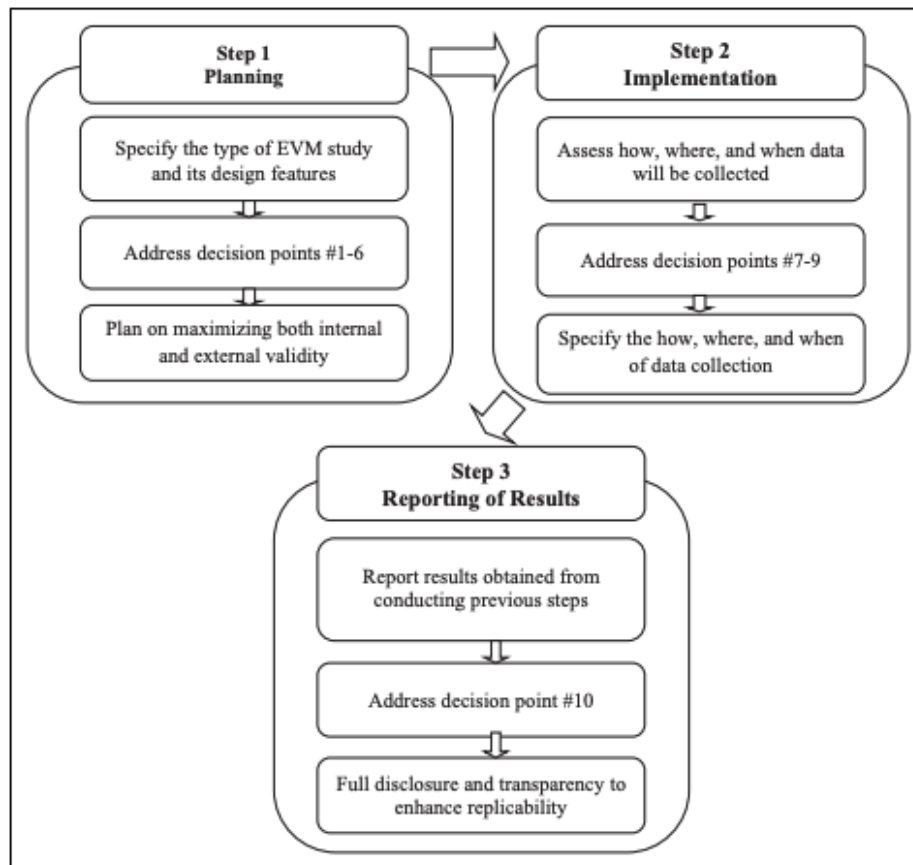 Step 1
Planning
Specify the type of EVM study
and its design features
Address decision points #1-6
Plan on maximizing both internal
and external validity
Step 2
Implementation
Assess how, where, and when data
will be collected
Address decision points #7-9
Specify the how, where, and when
of data collection
Step 3
Reporting of Results
Report results obtained from
conducting previous steps
Address decision point #10
Full disclosure and transparency to
enhance replicability